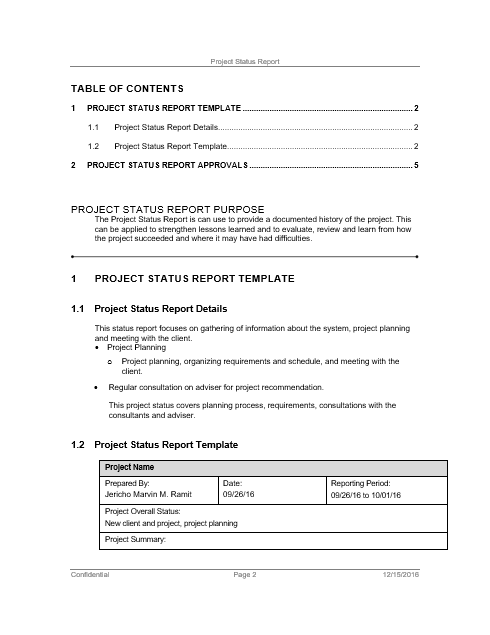 Project Status Report
TABLE OF CONTENTS
1 PROJECT STATUS REPORT TEMPLATE ........ 2
1.1 Project Status Report Details........ 2
1.2 Project Status Report Template........ 2
2 PROJECT STATUS REPORT APPROVALS ........ 5
PROJECT STATUS REPORT PURPOSE
The Project Status Report is can use to provide a documented history of the project. This
can be applied to strengthen lessons learned and to evaluate, review and learn from how
the project succeeded and where it may have had difficulties.
1 PROJECT STATUS REPORT TEMPLATE
1.1 Project Status Report Details
This status report focuses on gathering of information about the system, project planning
and meeting with the client.
• Project Planning
o Project planning, organizing requirements and schedule, and meeting with the
client.
• Regular consultation on adviser for project recommendation.
This project status covers planning process, requirements, consultations with the
consultants and adviser.
1.2 Project Status Report Template
Project Name
Prepared By: Date: Reporting Period:
Jericho Marvin M. Ramit 09/26/16 09/26/16 to 10/01/16
Project Overall Status:
New client and project, project planning
Project Summary:
Confidential Page 2 12/15/2016